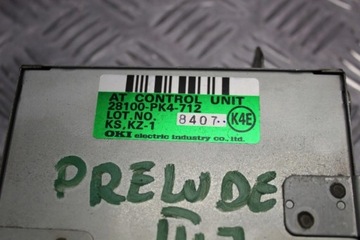 AT CONTROL UNIT
28100-PK4-712
LOT.NO. 8407.. K4E
KS,KZ-1
OKI electric industry co., ltd.
PRELUDE